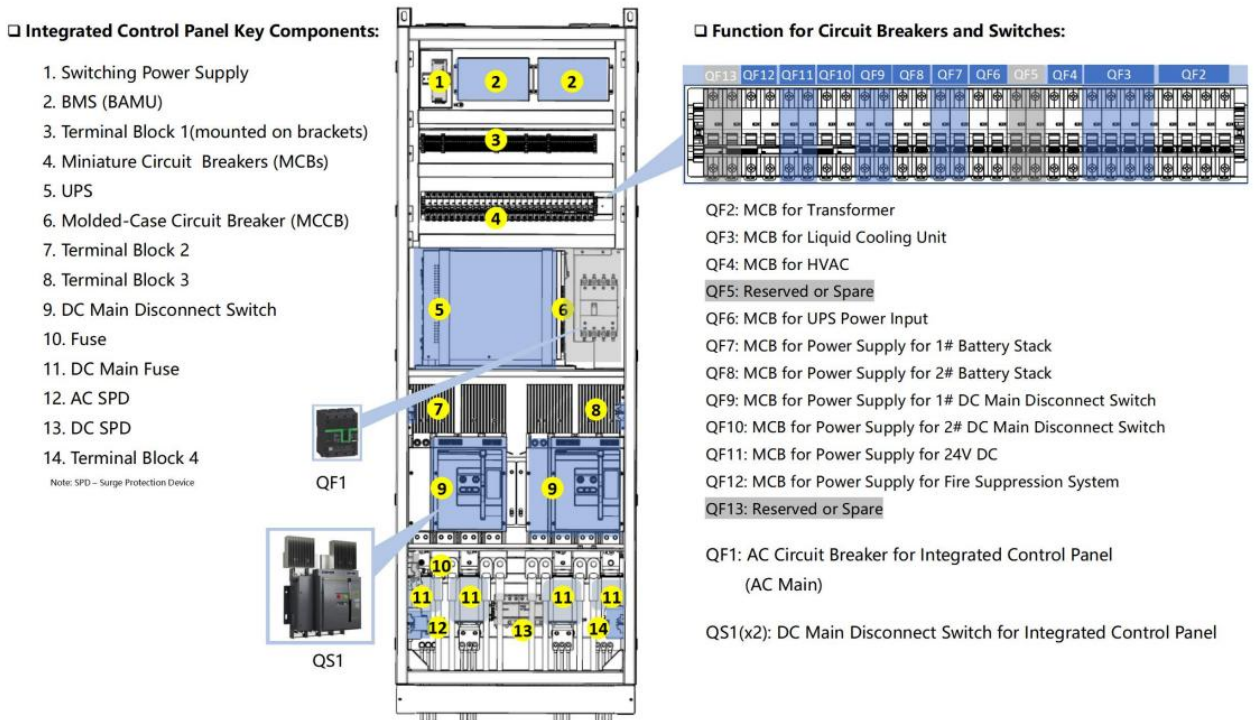 ❑ Integrated Control Panel Key Components:
1. Switching Power Supply
2. BMS (BAMU)
3. Terminal Block 1(mounted on brackets)
4. Miniature Circuit Breakers (MCBs)
5. UPS
6. Molded-Case Circuit Breaker (MCCB)
7. Terminal Block 2
8. Terminal Block 3
9. DC Main Disconnect Switch
10. Fuse
11. DC Main Fuse
12. AC SPD
13. DC SPD
14. Terminal Block 4
Note: SPD – Surge Protection Device
1 2 2
3
4
5 6
7 8
9 9
10
11 11 11 11
12 13 14
QF1
QS1
❑ Function for Circuit Breakers and Switches:
QF13 QF12 QF11 QF10 QF9 QF8 QF7 QF6 QF5 QF4 QF3 QF2
QF2: MCB for Transformer
QF3: MCB for Liquid Cooling Unit
QF4: MCB for HVAC
QF5: Reserved or Spare
QF6: MCB for UPS Power Input
QF7: MCB for Power Supply for 1# Battery Stack
QF8: MCB for Power Supply for 2# Battery Stack
QF9: MCB for Power Supply for 1# DC Main Disconnect Switch
QF10: MCB for Power Supply for 2# DC Main Disconnect Switch
QF11: MCB for Power Supply for 24V DC
QF12: MCB for Power Supply for Fire Suppression System
QF13: Reserved or Spare
QF1: AC Circuit Breaker for Integrated Control Panel
(AC Main)
QS1(x2): DC Main Disconnect Switch for Integrated Control Panel